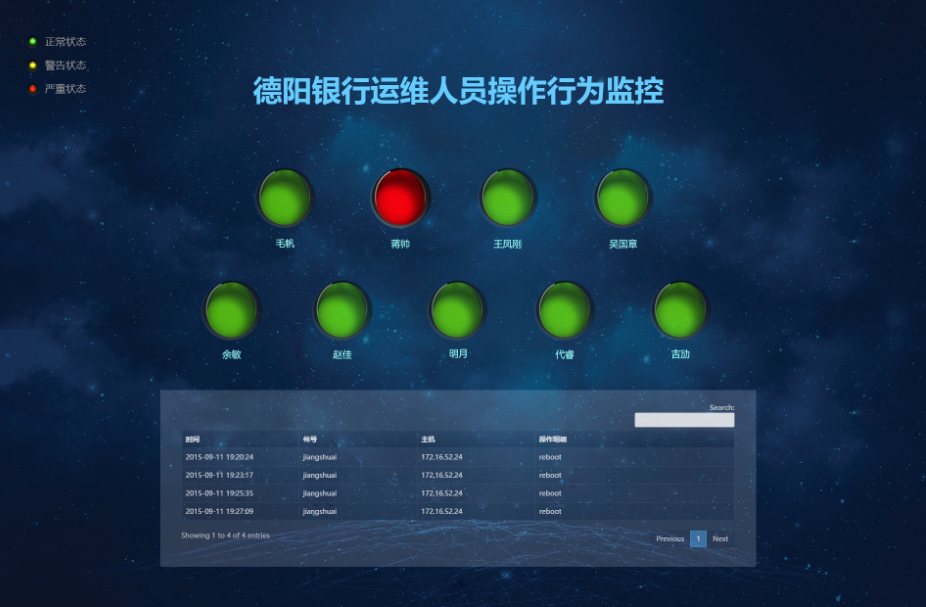 正常状态
警告状态
严重状态
德阳银行运维人员操作行为监控
毛帆 蒋帅 王凤刚 吴国章
余敏 赵佳 明月 代睿 吉劢
Search:
时间 帐号 主机 操作明细
2015-09-11 19:20:24 jiangshuai 172.16.52.24 reboot
2015-09-11 19:23:17 jiangshuai 172.16.52.24 reboot
2015-09-11 19:25:35 jiangshuai 172.16.52.24 reboot
2015-09-11 19:27:09 jiangshuai 172.16.52.24 reboot
Showing 1 to 4 of 4 entries
Previous 1 Next